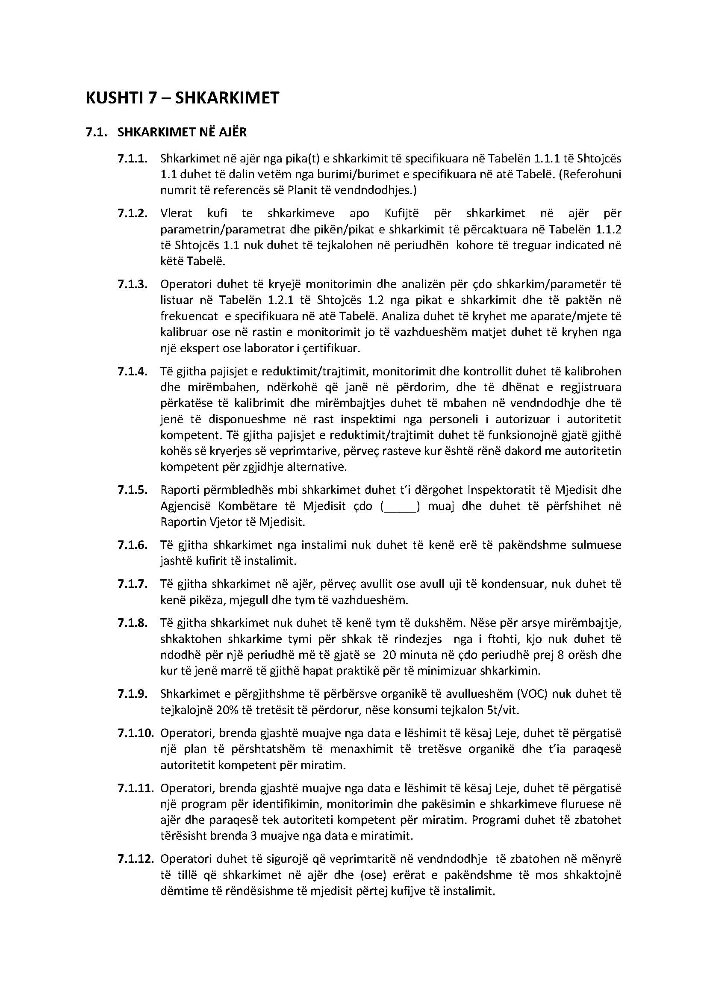 KUSHTI 7 – SHKARKIMET
7.1. SHKARKIMET NË AJËR
7.1.1. Shkarkimet në ajër nga pika(t) e shkarkimit të specifikuara në Tabelën 1.1.1 të Shtojcës
1.1 duhet të dalin vetëm nga burimi/burimet e specifikuara në atë Tabelë. (Referohuni
numrit të referencës së Planit të vendndodhjes.)
7.1.2. Vlerat kufi te shkarkimeve apo Kufijtë për shkarkimet në ajër për
parametrin/parametrat dhe pikën/pikat e shkarkimit të përcaktuara në Tabelën 1.1.2
të Shtojcës 1.1 nuk duhet të tejkalohen në periudhën  kohore të treguar indicated në
këtë Tabelë.
7.1.3. Operatori duhet të kryejë monitorimin dhe analizën për çdo shkarkim/parametër të
listuar në Tabelën 1.2.1 të Shtojcës 1.2 nga pikat e shkarkimit dhe të paktën në
frekuencat  e specifikuara në atë Tabelë. Analiza duhet të kryhet me aparate/mjete të
kalibruar ose në rastin e monitorimit jo të vazhdueshëm matjet duhet të kryhen nga
një ekspert ose laborator i çertifikuar.
7.1.4. Të gjitha pajisjet e reduktimit/trajtimit, monitorimit dhe kontrollit duhet të kalibrohen
dhe mirëmbahen, ndërkohë që janë në përdorim, dhe të dhënat e regjistruara
përkatëse të kalibrimit dhe mirëmbajtjes duhet të mbahen në vendndodhje dhe të
jenë të disponueshme në rast inspektimi nga personeli i autorizuar i autoritetit
kompetent. Të gjitha pajisjet e reduktimit/trajtimit duhet të funksionojnë gjatë gjithë
kohës së kryerjes së veprimtarive, përveç rasteve kur është rënë dakord me autoritetin
kompetent për zgjidhje alternative.
7.1.5. Raporti përmbledhës mbi shkarkimet duhet t’i dërgohet Inspektoratit të Mjedisit dhe
Agjencisë Kombëtare të Mjedisit çdo (_____) muaj dhe duhet të përfshihet në
Raportin Vjetor të Mjedisit.
7.1.6. Të gjitha shkarkimet nga instalimi nuk duhet të kenë erë të pakëndshme sulmuese
jashtë kufirit të instalimit.
7.1.7. Të gjitha shkarkimet në ajër, përveç avullit ose avull uji të kondensuar, nuk duhet të
kenë pikëza, mjegull dhe tym të vazhdueshëm.
7.1.8. Të gjitha shkarkimet nuk duhet të kenë tym të dukshëm. Nëse për arsye mirëmbajtje,
shkaktohen shkarkime tymi për shkak të rindezjes  nga i ftohti, kjo nuk duhet të
ndodhë për një periudhë më të gjatë se  20 minuta në çdo periudhë prej 8 orësh dhe
kur të jenë marrë të gjithë hapat praktikë për të minimizuar shkarkimin.
7.1.9. Shkarkimet e përgjithshme të përbërsve organikë të avullueshëm (VOC) nuk duhet të
tejkalojnë 20% të tretësit të përdorur, nëse konsumi tejkalon 5t/vit.
7.1.10. Operatori, brenda gjashtë muajve nga data e lëshimit të kësaj Leje, duhet të përgatisë
një plan të përshtatshëm të menaxhimit të tretësve organikë dhe t’ia paraqesë
autoritetit kompetent për miratim.
7.1.11. Operatori, brenda gjashtë muajve nga data e lëshimit të kësaj Leje, duhet të përgatisë
një program për identifikimin, monitorimin dhe pakësimin e shkarkimeve fluruese në
ajër dhe paraqesë tek autoriteti kompetent për miratim. Programi duhet të zbatohet
tërësisht brenda 3 muajve nga data e miratimit.
7.1.12. Operatori duhet të sigurojë që veprimtaritë në vendndodhje  të zbatohen në mënyrë
të tillë që shkarkimet në ajër dhe (ose) erërat e pakëndshme të mos shkaktojnë
dëmtime të rëndësishme të mjedisit përtej kufijve të instalimit.